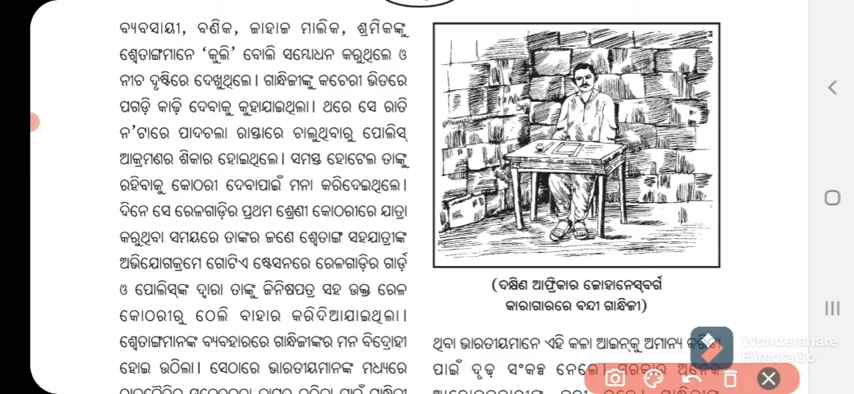 ବ୍ୟବସାୟୀ, ବଣିକ, ଜାହାଜ ମାଲିକ, ଶ୍ରମିକଙ୍କୁ
ଶ୍ୱେତାଙ୍ଗମାନେ ‘କୁଲି’ ବୋଲି ସମ୍ବୋଧନ କରୁଥିଲେ ଓ
ନୀଚ ଦୃଷ୍ଟିରେ ଦେଖୁଥିଲେ। ଗାନ୍ଧିଜୀଙ୍କୁ କଚେରୀ ଭିତରେ
ପଗଡ଼ି କାଢ଼ି ଦେବାକୁ କୁହାଯାଇଥିଲା। ଥରେ ସେ ରାତି
ନ’ଟାରେ ପାଦଚଲା ରାସ୍ତାରେ ଚାଲୁଥିବାରୁ ପୋଲିସ୍
ଆକ୍ରମଣର ଶିକାର ହୋଇଥିଲେ। ସମସ୍ତ ହୋଟେଲ ତାଙ୍କୁ
ରହିବାକୁ କୋଠରୀ ଦେବାପାଇଁ ମନା କରିଦେଇଥିଲେ।
ଦିନେ ସେ ରେଳଗାଡ଼ିର ପ୍ରଥମ ଶ୍ରେଣୀ କୋଠରୀରେ ଯାତ୍ରା
କରୁଥିବା ସମୟରେ ତାଙ୍କର ଜଣେ ଶ୍ୱେତାଙ୍ଗ ସହଯାତ୍ରୀଙ୍କ
ଅଭିଯୋଗକ୍ରମେ ଗୋଟିଏ ଷ୍ଟେସନରେ ରେଳଗାଡ଼ିର ଗାର୍ଡ଼
ଓ ପୋଲିସ୍‌ଙ୍କ ଦ୍ୱାରା ତାଙ୍କୁ ଜିନିଷପତ୍ର ସହ ଉକ୍ତ ରେଳ
କୋଠରୀରୁ ଠେଲି ବାହାର କରିଦିଆଯାଇଥିଲା।
ଶ୍ୱେତାଙ୍ଗମାନଙ୍କ ବ୍ୟବହାରରେ ଗାନ୍ଧିଜୀଙ୍କର ମନ ବିଦ୍ରୋହୀ
ହୋଇ ଉଠିଲା। ସେଠାରେ ଭାରତୀୟମାନଙ୍କ ମଧ୍ୟରେ
(ଦକ୍ଷିଣ ଆଫ୍ରିକାର ଜୋହାନେସ୍‌ବର୍ଗ
କାରାଗାରରେ ବନ୍ଦୀ ଗାନ୍ଧିଜୀ)
ଥିବା ଭାରତୀୟମାନେ ଏହି କଳା ଆଇନ୍‌କୁ ଅମାନ୍ୟ
ପାଇଁ ଦୃଢ଼ ସଂକଳ୍ପ ନେଲେ। ସରକାର ଅନେକ
Wondershare
FilmoraGo